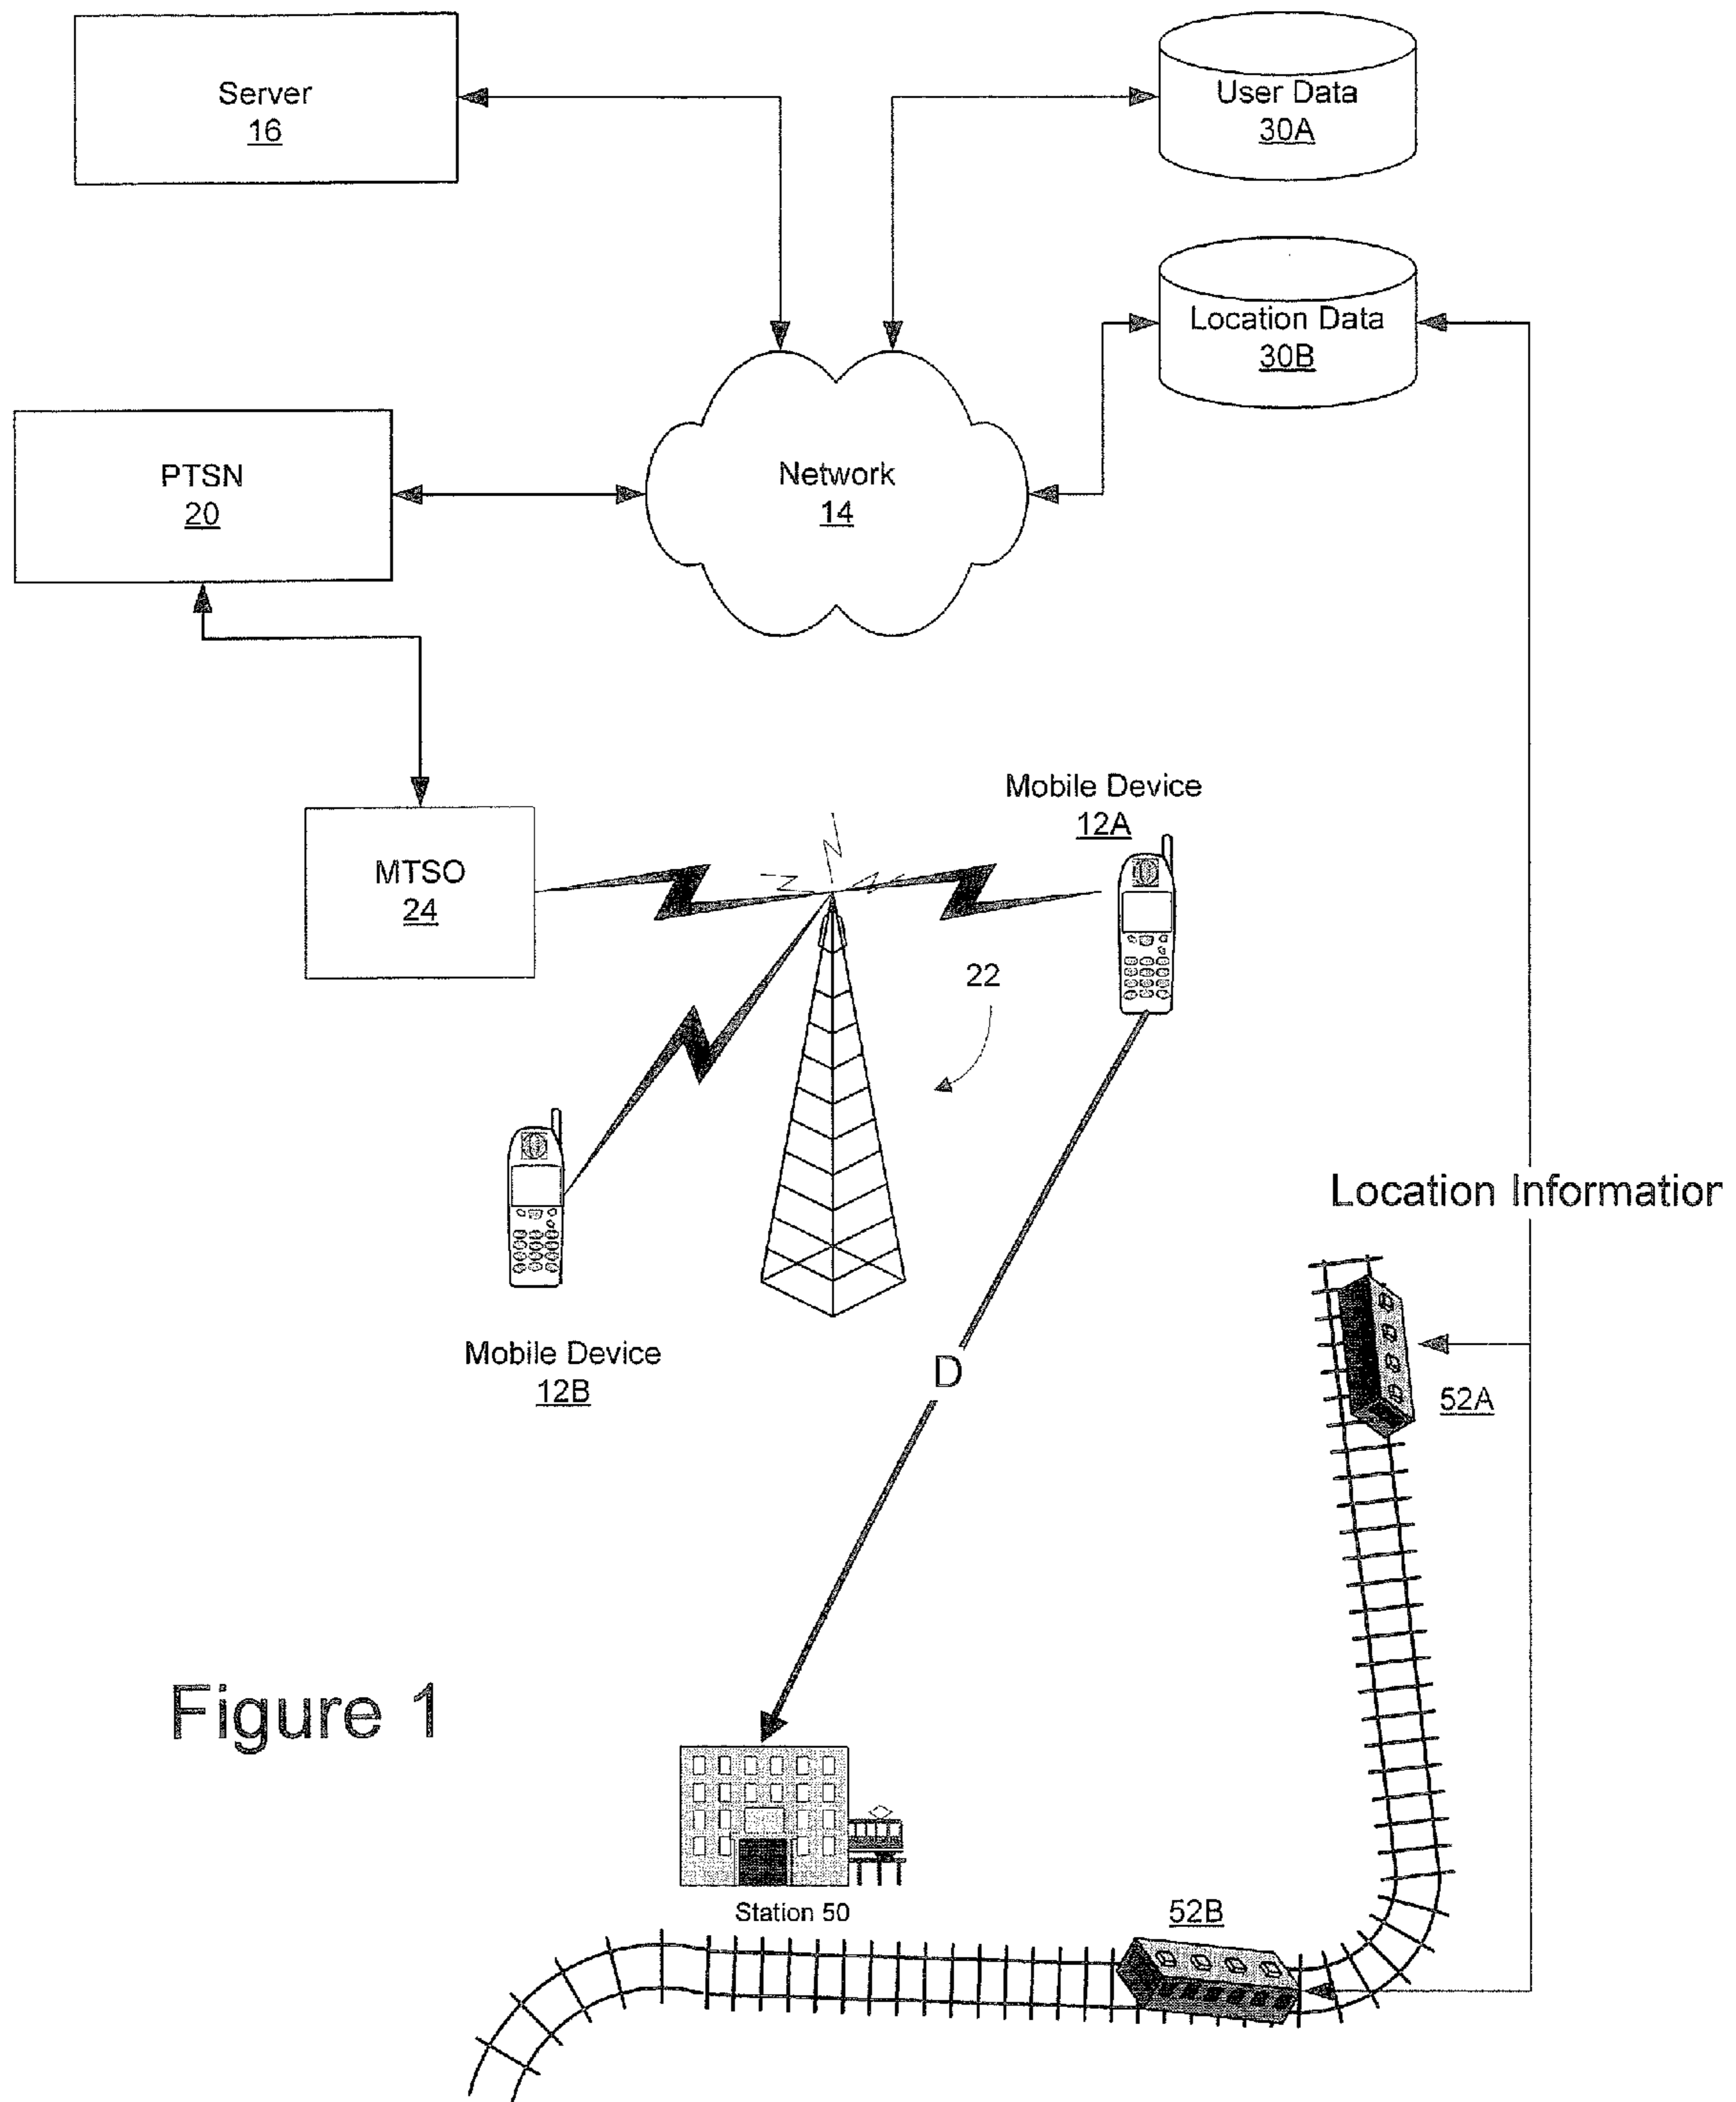 Server
16
User Data
30A
Location Data
30B
PTSN
20
Network
14
Mobile Device
12A
MTSO
24
22
Location Information
Mobile Device
12B
D
52A
Figure 1
Station 50
52B